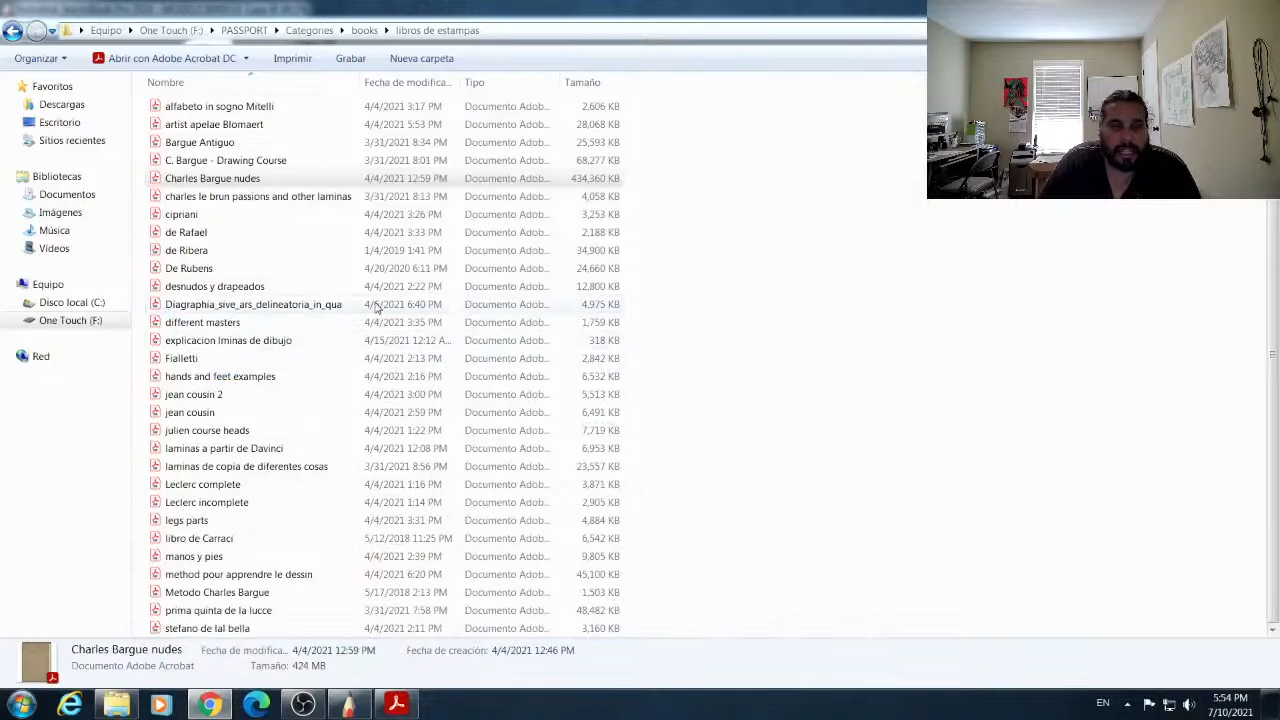 Equipo One Touch (F:) PASSPORT Categories books libros de estampas
Organizar Abrir con Adobe Acrobat DC Imprimir Grabar Nueva carpeta
Favoritos
Descargas
Escritorio
Sitios recientes
Bibliotecas
Documentos
Imágenes
Música
Vídeos
Equipo
Disco local (C:)
One Touch (F:)
Red
Nombre Fecha de modifica... Tipo Tamaño
alfabeto in sogno Mitelli 4/4/2021 3:17 PM Documento Adob... 2,606 KB
artist apelae Blomaert 4/4/2021 5:53 PM Documento Adob... 28,068 KB
Bargue Antiguo 3/31/2021 8:34 PM Documento Adob... 25,593 KB
C. Bargue - Drawing Course 3/31/2021 8:01 PM Documento Adob... 68,277 KB
Charles Bargue nudes 4/4/2021 12:59 PM Documento Adob... 434,360 KB
charles le brun passions and other laminas 3/31/2021 8:13 PM Documento Adob... 4,058 KB
cipriani 4/4/2021 3:26 PM Documento Adob... 3,253 KB
de Rafael 4/4/2021 3:33 PM Documento Adob... 2,188 KB
de Ribera 1/4/2019 1:41 PM Documento Adob... 34,900 KB
De Rubens 4/20/2020 6:11 PM Documento Adob... 24,660 KB
desnudos y drapeados 4/4/2021 2:22 PM Documento Adob... 12,800 KB
Diagraphia_sive_ars_delineatoria_in_qua 6:40 PM Documento Adob... 4,975 KB
different masters 4/4/2021 3:35 PM Documento Adob... 1,759 KB
explicacion lminas de dibujo 4/15/2021 12:12 A... Documento Adob... 318 KB
Fialletti 4/4/2021 2:13 PM Documento Adob... 2,842 KB
hands and feet examples 4/4/2021 2:16 PM Documento Adob... 6,532 KB
jean cousin 2 4/4/2021 3:00 PM Documento Adob... 5,513 KB
jean cousin 4/4/2021 2:59 PM Documento Adob... 6,491 KB
julien course heads 4/4/2021 1:22 PM Documento Adob... 7,719 KB
laminas a partir de Davinci 4/4/2021 12:08 PM Documento Adob... 6,953 KB
laminas de copia de diferentes cosas 3/31/2021 8:56 PM Documento Adob... 23,557 KB
Leclerc complete 4/4/2021 1:16 PM Documento Adob... 3,871 KB
Leclerc incomplete 4/4/2021 1:14 PM Documento Adob... 2,905 KB
legs parts 4/4/2021 3:31 PM Documento Adob... 4,884 KB
libro de Carraci 5/12/2018 11:25 PM Documento Adob... 6,542 KB
manos y pies 4/4/2021 2:39 PM Documento Adob... 9,805 KB
method pour apprendre le dessin 4/4/2021 6:20 PM Documento Adob... 45,100 KB
Metodo Charles Bargue 5/17/2018 2:13 PM Documento Adob... 1,503 KB
prima quinta de la lucce 3/31/2021 7:58 PM Documento Adob... 48,482 KB
stefano de lal bella 4/4/2021 2:11 PM Documento Adob... 3,160 KB
Charles Bargue nudes Fecha de modifica... 4/4/2021 12:59 PM Fecha de creación: 4/4/2021 12:46 PM
Documento Adobe Acrobat Tamaño: 424 MB
EN 5:54 PM
7/10/2021